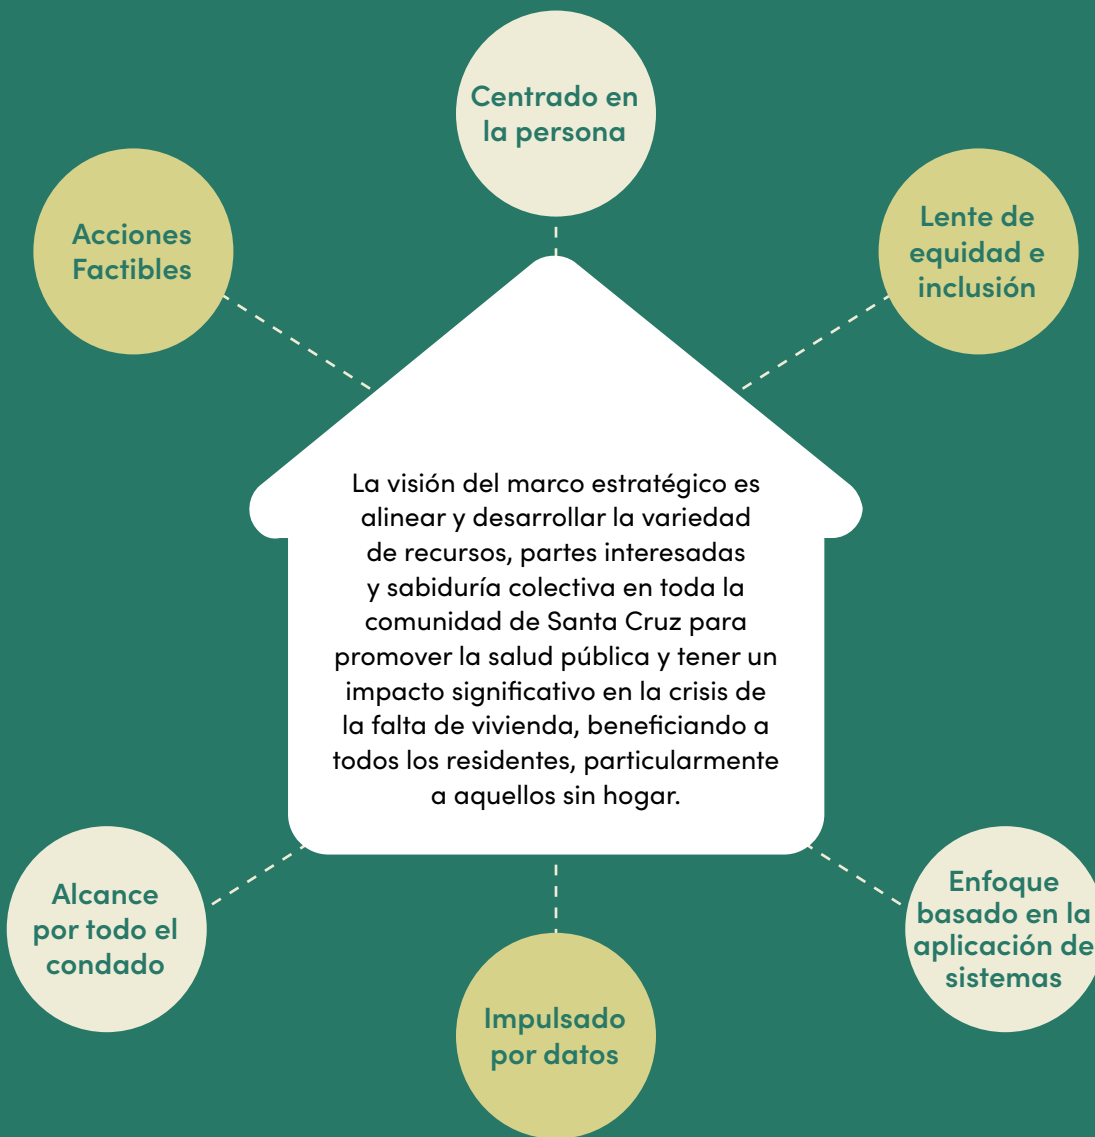 Centrado en
la persona
Acciones
Factibles
Lente de
equidad e
inclusión
La visión del marco estratégico es
alinear y desarrollar la variedad
de recursos, partes interesadas
y sabiduría colectiva en toda la
comunidad de Santa Cruz para
promover la salud pública y tener un
impacto significativo en la crisis de
la falta de vivienda, beneficiando a
todos los residentes, particularmente
a aquellos sin hogar.
Alcance
por todo el
condado
Impulsado
por datos
Enfoque
basado en la
aplicación de
sistemas